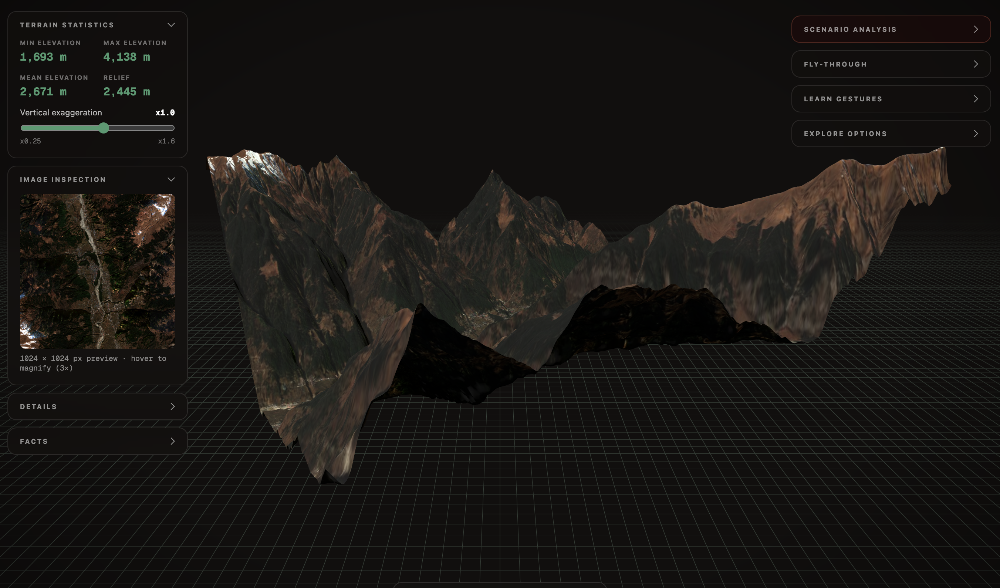 TERRAIN STATISTICS
MIN ELEVATION
MAX ELEVATION
1,693 m
4,138 m
MEAN ELEVATION
RELIEF
2,671 m
2,445 m
Vertical exaggeration
x1.0
x0.25
x1.6
IMAGE INSPECTION
1024 × 1024 px preview · hover to
magnify (3×)
DETAILS
FACTS
SCENARIO ANALYSIS
FLY-THROUGH
LEARN GESTURES
EXPLORE OPTIONS